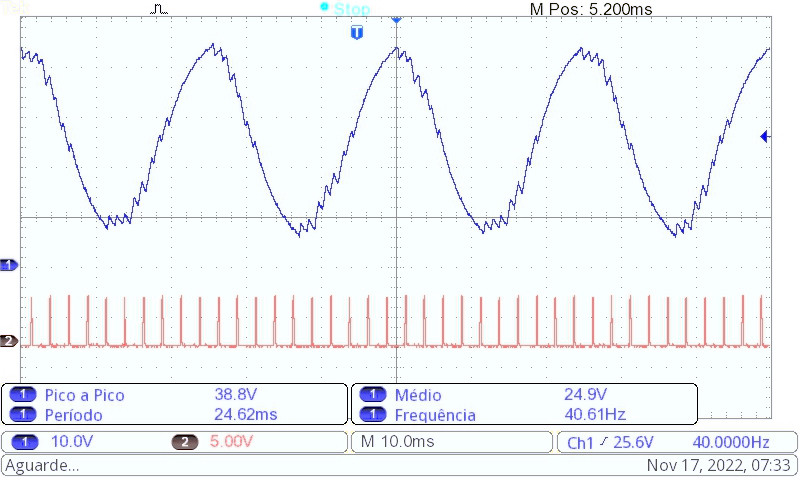 Stop M Pos: 5.200ms
T
1
2
1 Pico a Pico 38.8V 1 Médio 24.9V
1 Período 24.62ms 1 Frequência 40.61Hz
1 10.0V 2 5.00V M 10.0ms Ch1 25.6V 40.0000Hz
Aguarde... Nov 17, 2022, 07:33